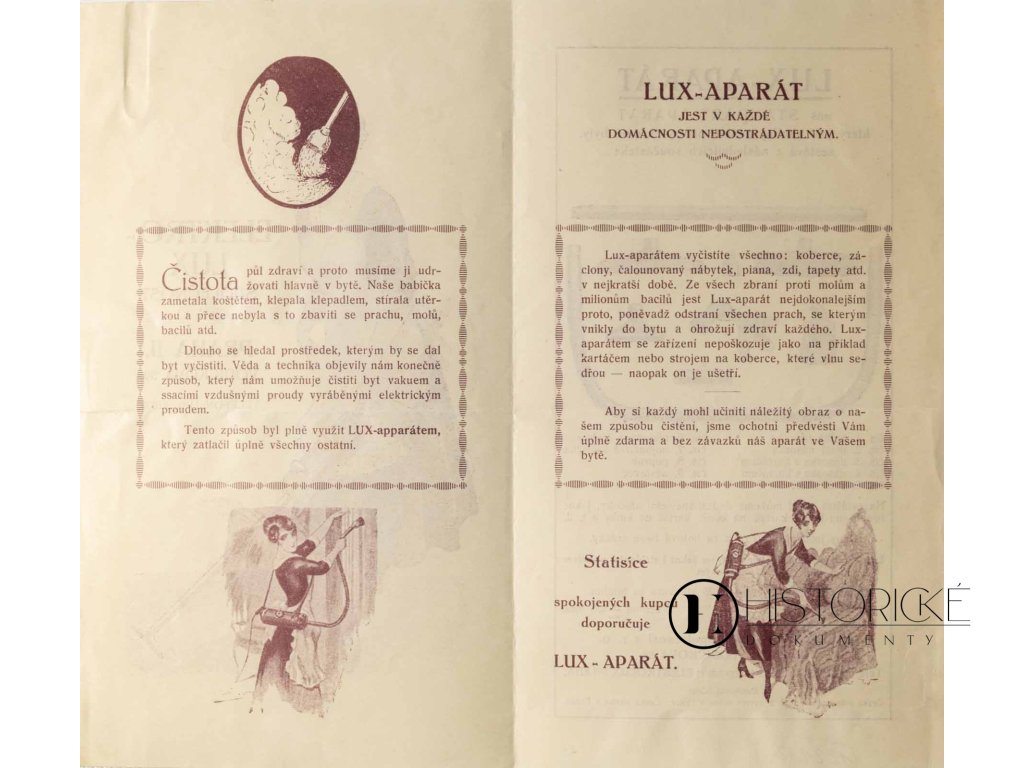 Čistota půl zdraví a proto musíme ji udr-
žovati hlavně v bytě. Naše babička
zametala koštětem, klepala klepadlem, stírala utěr-
kou a přece nebyla s to zbaviti se prachu, molů,
bacilů atd.
Dlouho se hledal prostředek, kterým by se dal
byt vyčistiti. Věda a technika objevily nám konečně
způsob, který nám umožňuje čistiti byt vakuem a
ssacími vzdušnými proudy vyráběnými elektrickým
proudem.
Tento způsob byl plně využit LUX-apparátem,
který zatlačil úplně všechny ostatní.
LUX-APARÁT
JEST V KAŽDÉ
DOMÁCNOSTI NEPOSTRÁDATELNÝM.
Lux-aparátem vyčistíte všechno: koberce, zá-
clony, čalounovaný nábytek, piana, zdi, tapety atd.
v nejkratší době. Ze všech zbraní proti molům a
milionům bacilů jest Lux-aparát nejdokonalejším
proto, poněvadž odstraní všechen prach, se kterým
vnikly do bytu a ohrožují zdraví každého. Lux-
aparátem se zařízení nepoškozuje jako na příklad
kartáčem nebo strojem na koberce, které vlnu se-
dřou — naopak on je ušetří.
Aby si každý mohl učiniti náležitý obraz o na-
šem způsobu čistění, jsme ochotni předvésti Vám
úplně zdarma a bez závazků náš aparát ve Vašem
bytě.
Statisíce
spokojených kupců
doporučuje
LUX - APARÁT.
HISTORICKÉ
DOKUMENTY